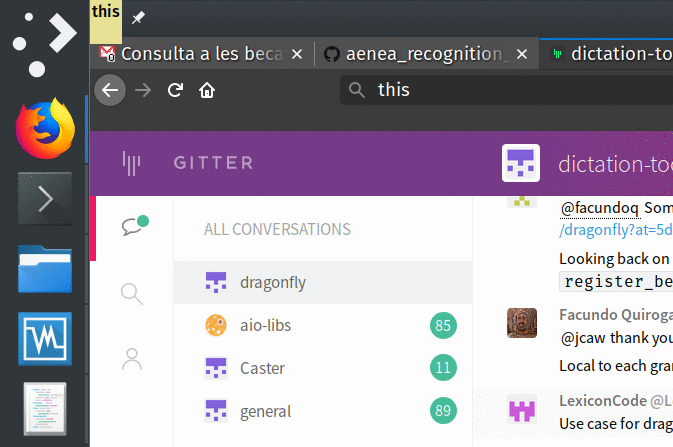 this
Consulta a les beca
aenea_recognition_
dictation-to
this
GITTER
dictation-too
ALL CONVERSATIONS
dragonfly
aio-libs
85
Caster
11
general
89
@facundoq Som
/dragonfly?at=5d
Looking back on
register_be
Facundo Quiroga
@jcaw thank you
Local to each gran
LexiconCode @L
Use case for drag